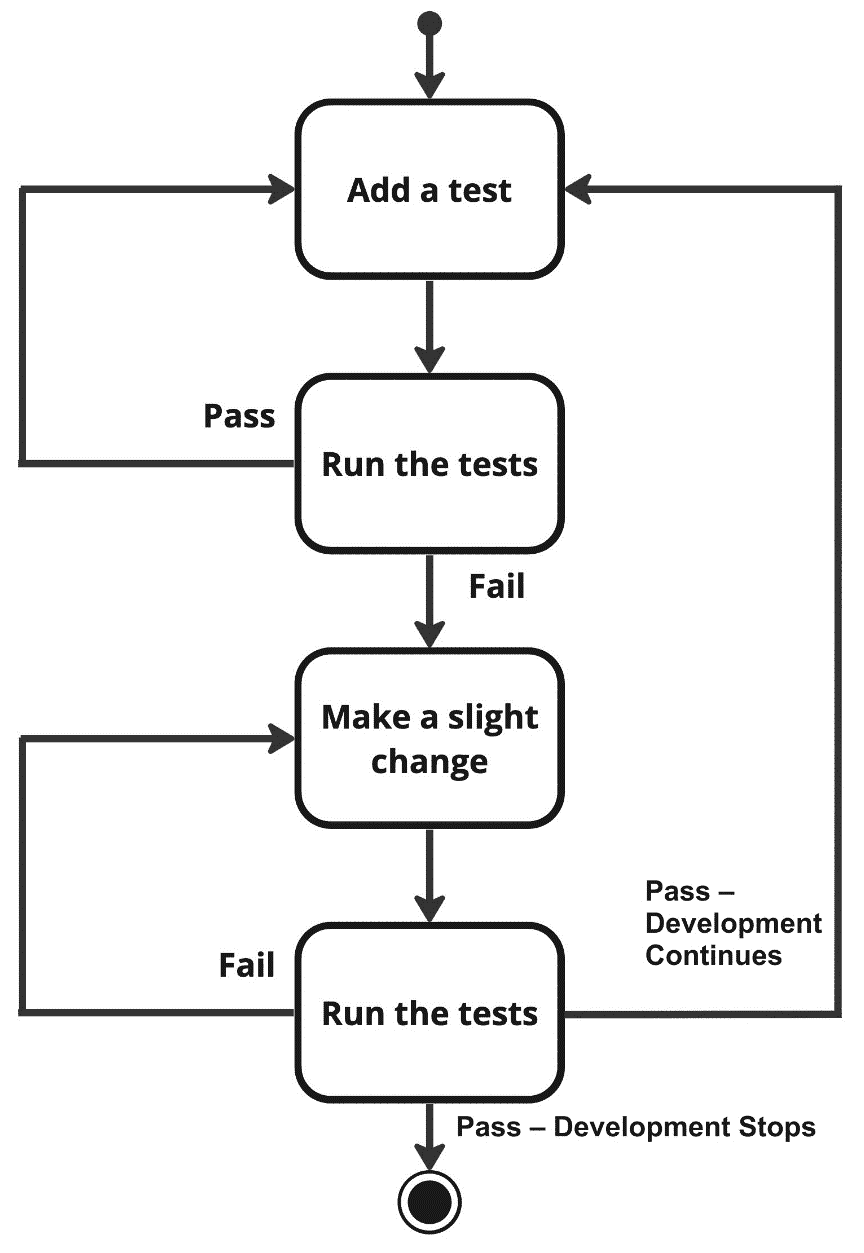 Add a test
Pass
Run the tests
Fail
Make a slight
change
Pass –
Development
Continues
Fail
Run the tests
Pass – Development Stops